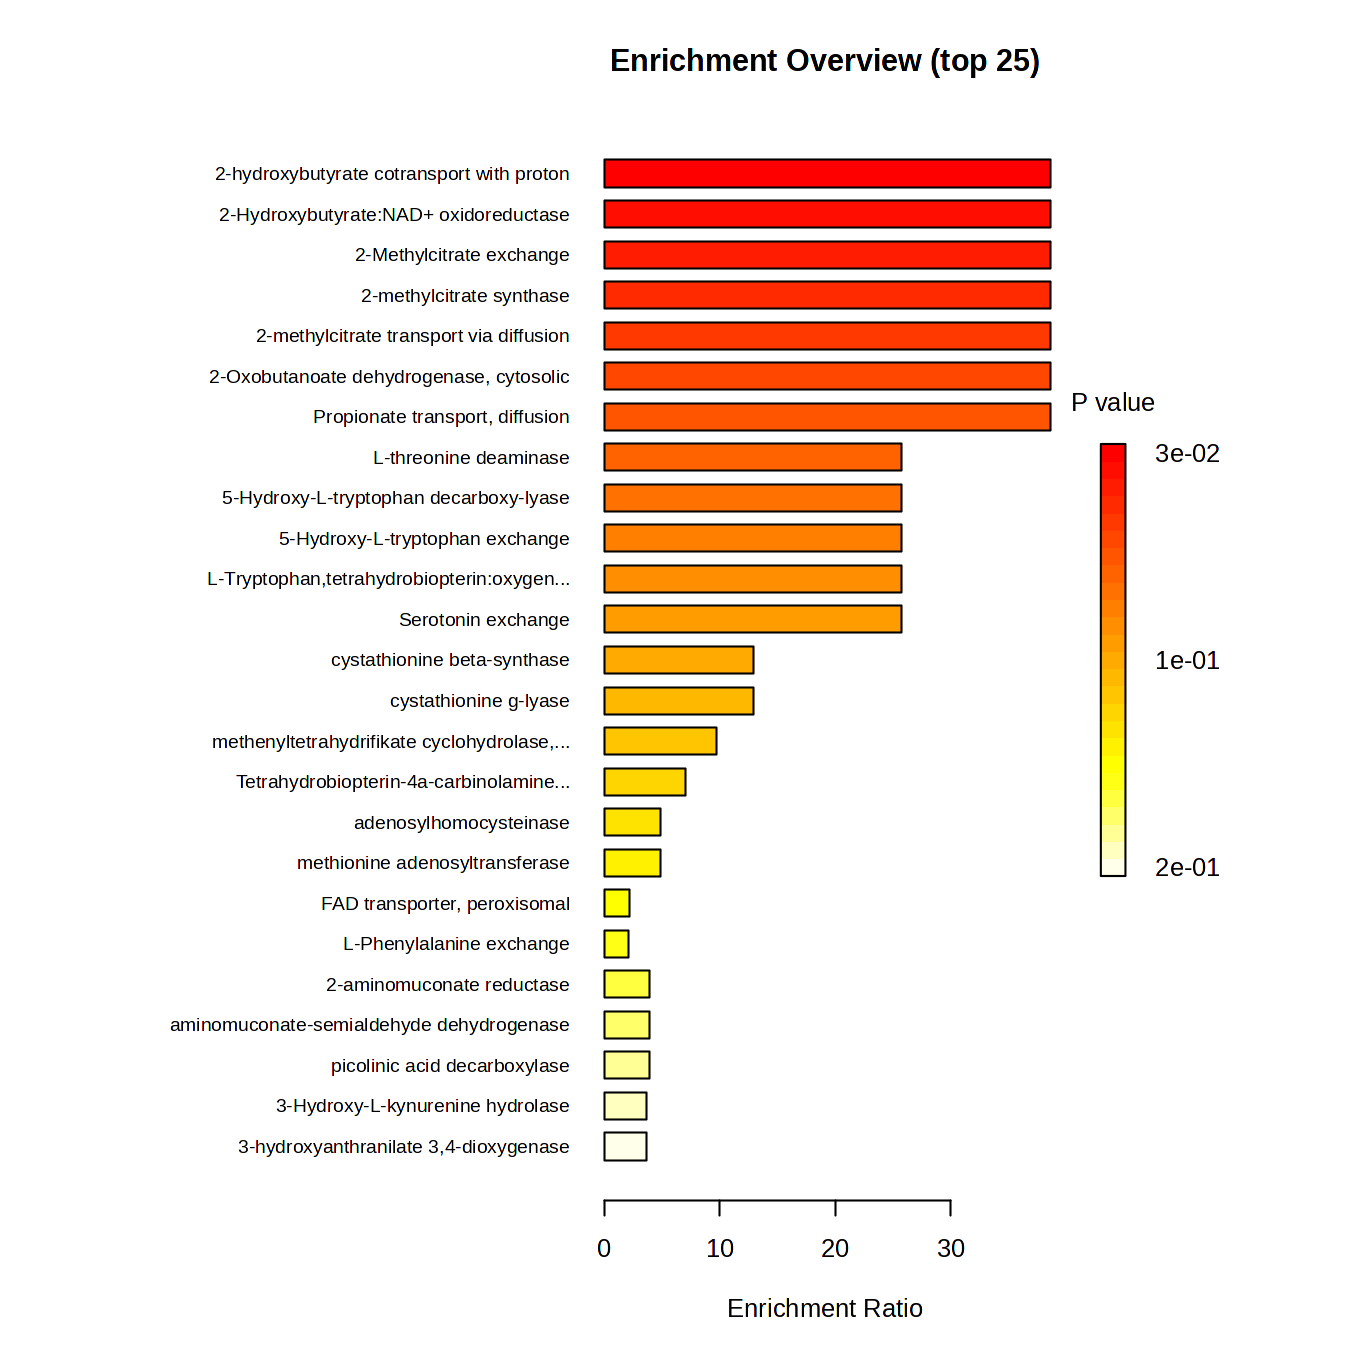 Enrichment Overview (top 25)
2-hydroxybutyrate cotransport with proton
2-Hydroxybutyrate:NAD+ oxidoreductase
2-Methylcitrate exchange
2-methylcitrate synthase
2-methylcitrate transport via diffusion
2-Oxobutanoate dehydrogenase, cytosolic
Propionate transport, diffusion
L-threonine deaminase
5-Hydroxy-L-tryptophan decarboxy-lyase
5-Hydroxy-L-tryptophan exchange
L-Tryptophan,tetrahydrobiopterin:oxygen...
Serotonin exchange
cystathionine beta-synthase
cystathionine g-lyase
methenyltetrahydrifikate cyclohydrolase,...
Tetrahydrobiopterin-4a-carbinolamine...
adenosylhomocysteinase
methionine adenosyltransferase
FAD transporter, peroxisomal
L-Phenylalanine exchange
2-aminomuconate reductase
aminomuconate-semialdehyde dehydrogenase
picolinic acid decarboxylase
3-Hydroxy-L-kynurenine hydrolase
3-hydroxyanthranilate 3,4-dioxygenase
P value
3e-02
1e-01
2e-01
0 10 20 30
Enrichment Ratio